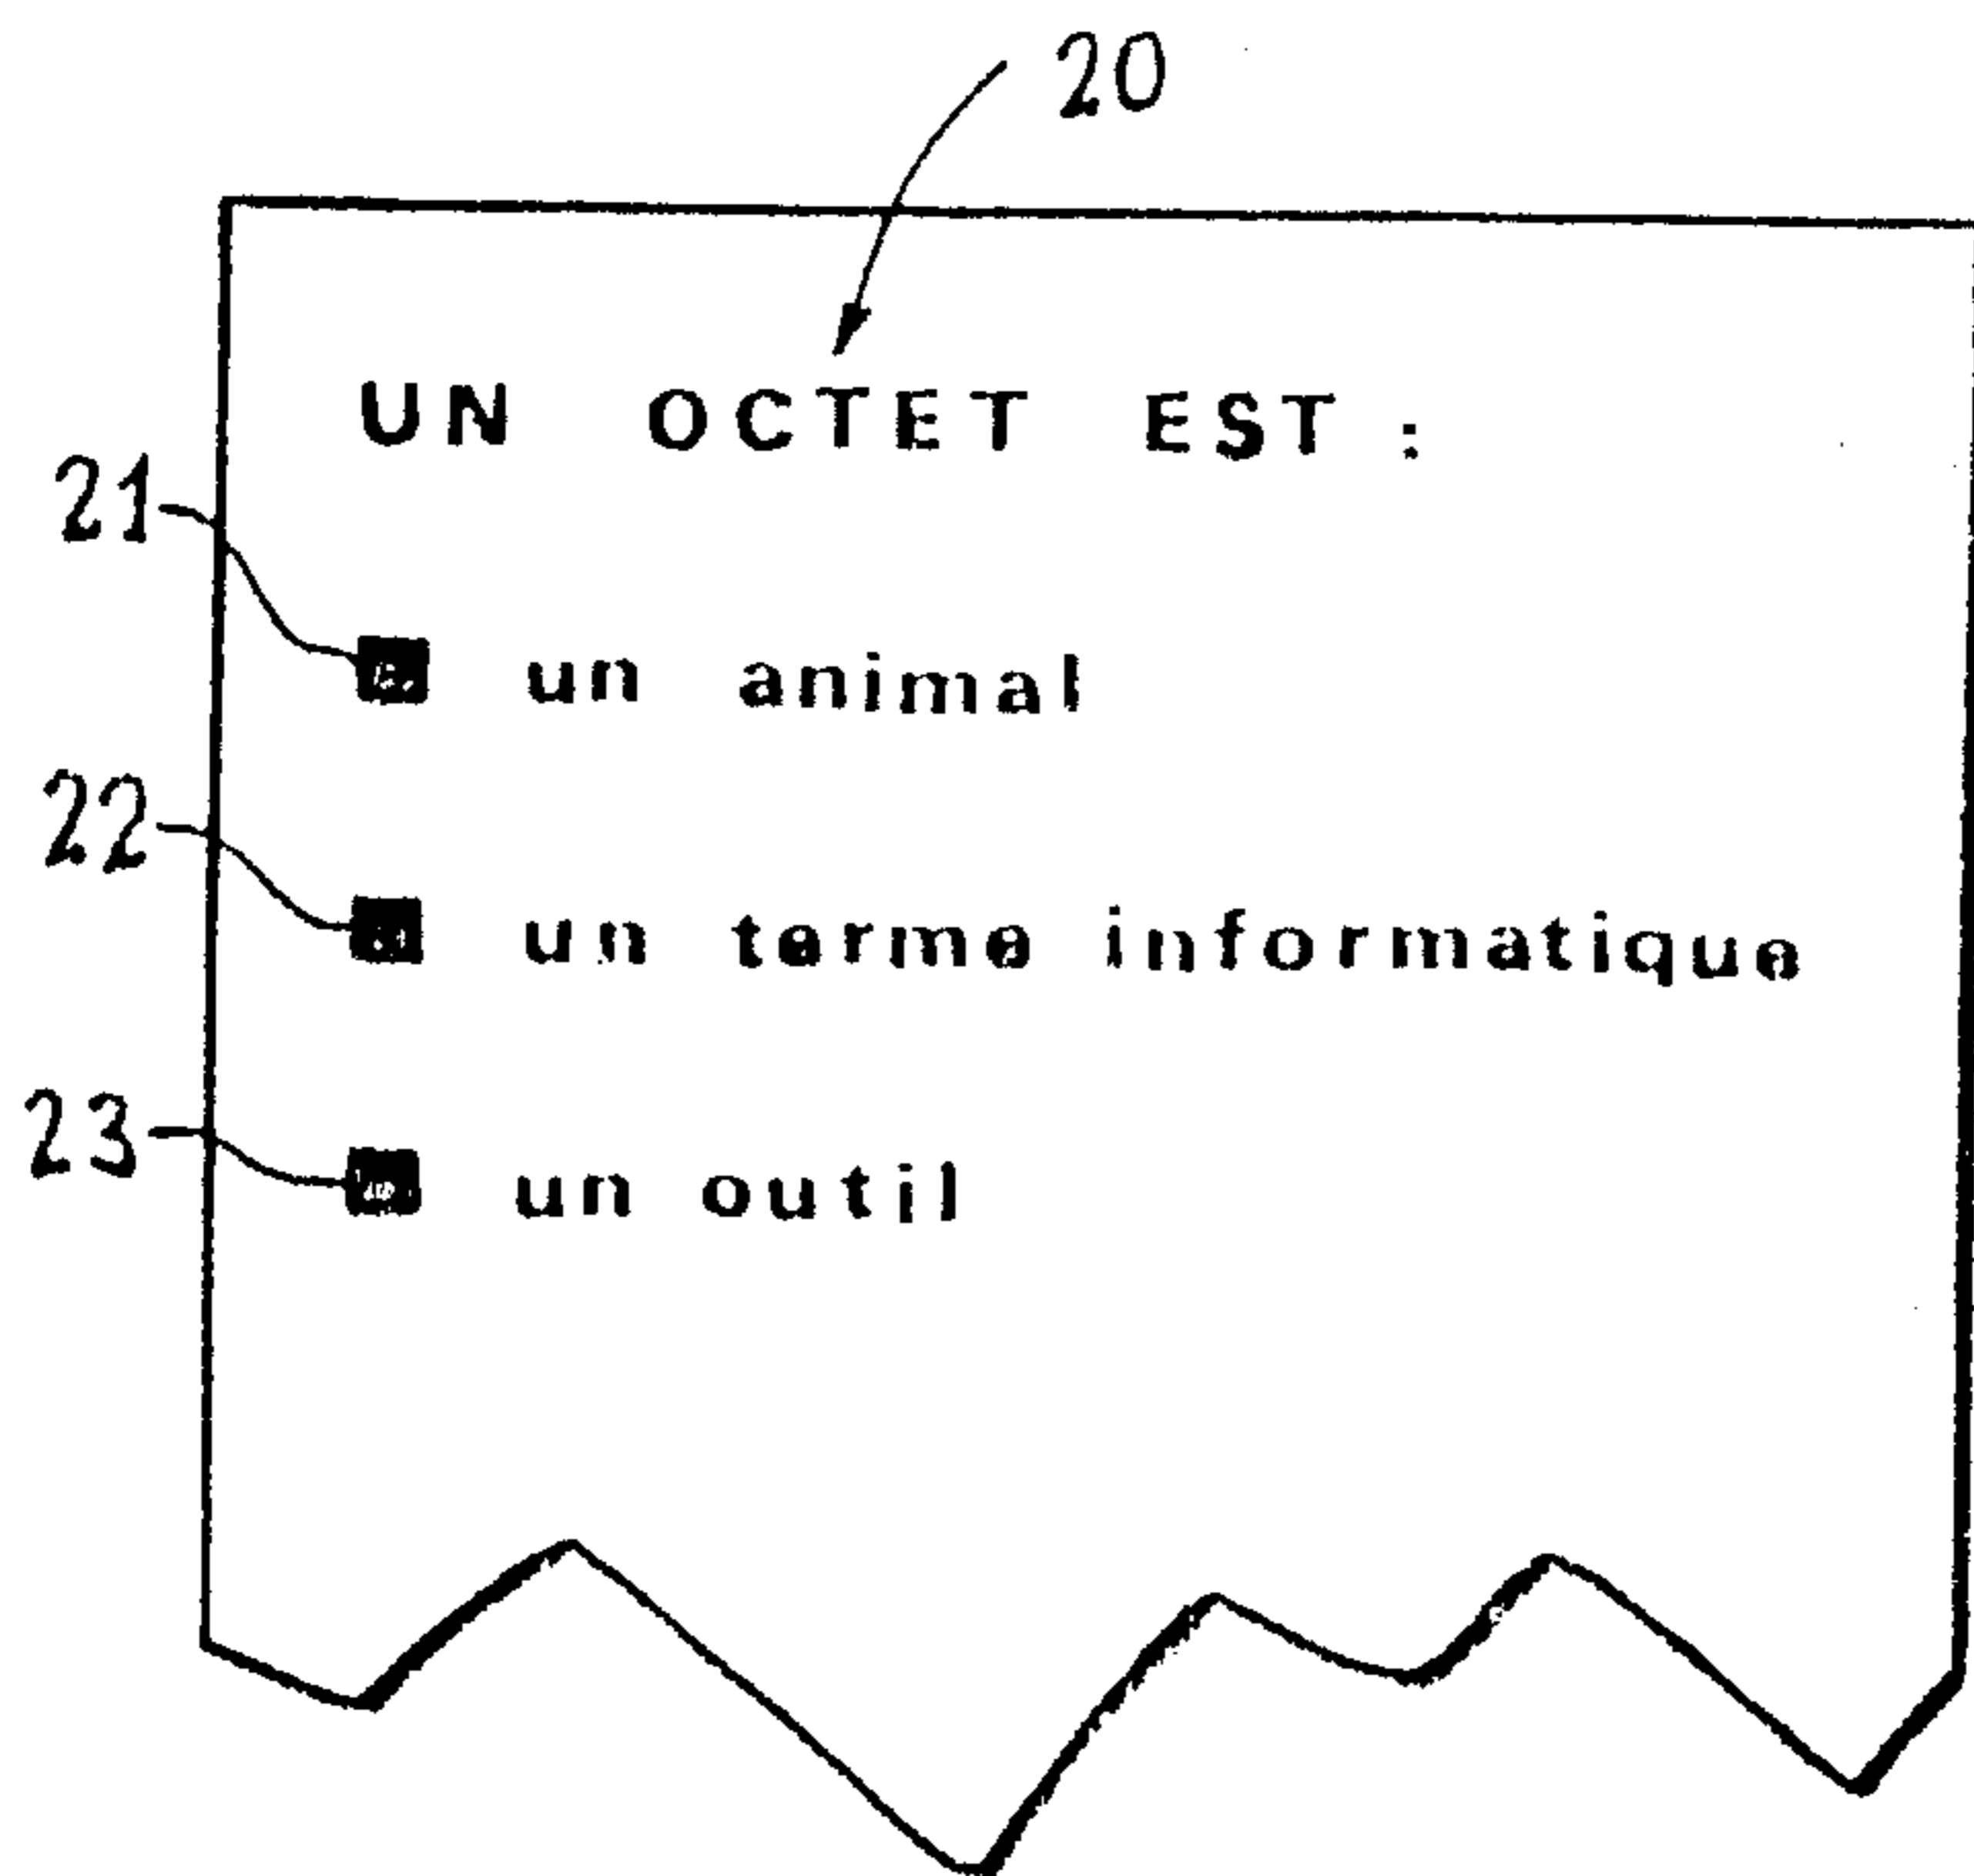 20
UN OCTET EST :
21
un animal
22
un terme informatique
23
un outil